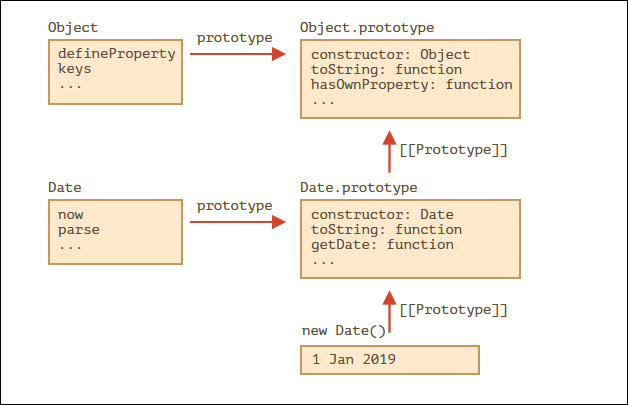 Object
prototype
Object.prototype
defineProperty
keys
...
constructor: Object
toString: function
hasOwnProperty: function
...
[[Prototype]]
Date
prototype
Date.prototype
now
parse
...
constructor: Date
toString: function
getDate: function
...
[[Prototype]]
new Date()
1 Jan 2019